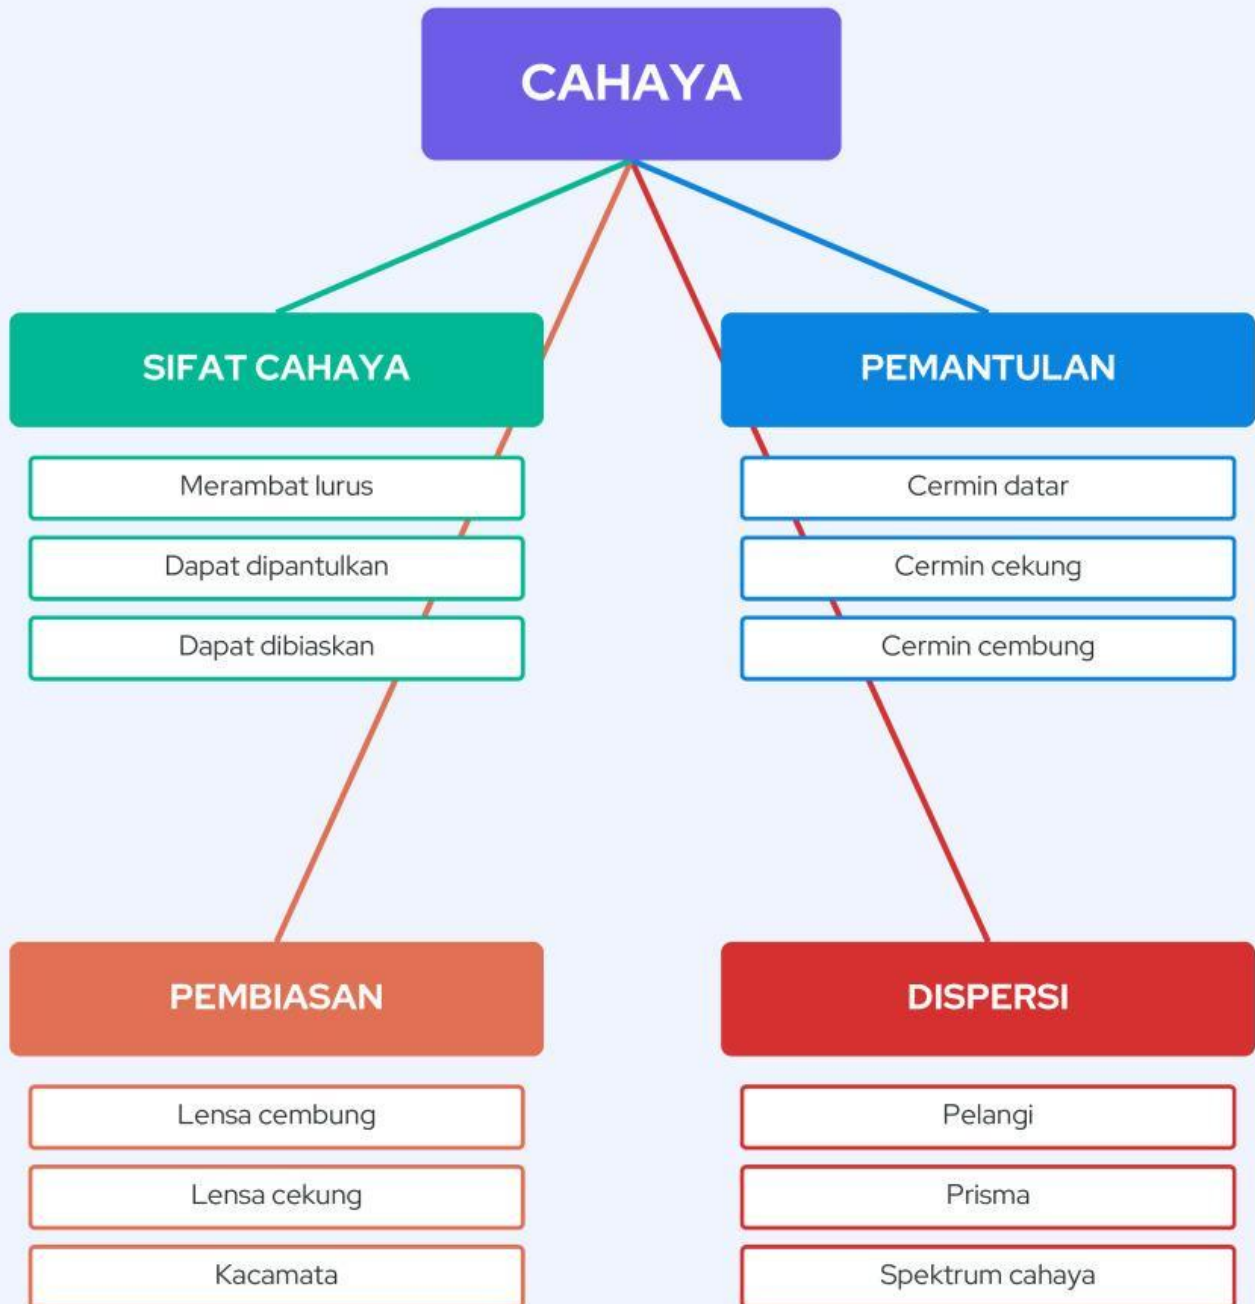 CAHAYA
SIFAT CAHAYA
Merambat lurus
Dapat dipantulkan
Dapat dibiaskan
PEMANTULAN
Cermin datar
Cermin cekung
Cermin cembung
PEMBIASAN
Lensa cembung
Lensa cekung
Kacamata
DISPERSI
Pelangi
Prisma
Spektrum cahaya